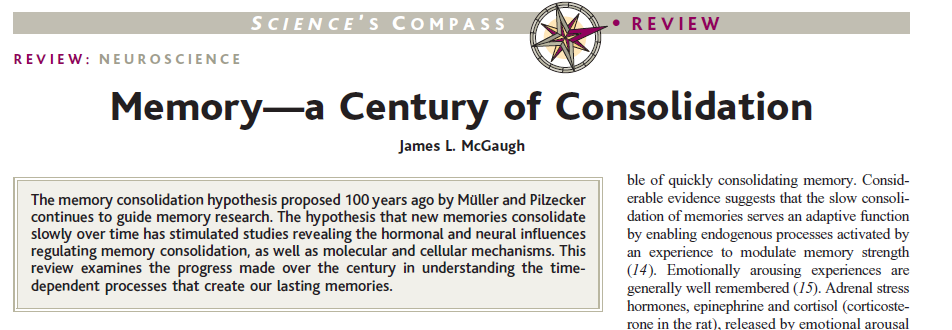 SCIENCE'S COMPASS
• REVIEW
REVIEW: NEUROSCIENCE
Memory—a Century of Consolidation
James L. McGaugh
The memory consolidation hypothesis proposed 100 years ago by Müller and Pilzecker
continues to guide memory research. The hypothesis that new memories consolidate
slowly over time has stimulated studies revealing the hormonal and neural influences
regulating memory consolidation, as well as molecular and cellular mechanisms. This
review examines the progress made over the century in understanding the time-
dependent processes that create our lasting memories.
ble of quickly consolidating memory. Consid-
erable evidence suggests that the slow consoli-
dation of memories serves an adaptive function
by enabling endogenous processes activated by
an experience to modulate memory strength
(14). Emotionally arousing experiences are
generally well remembered (15). Adrenal stress
hormones, epinephrine and cortisol (corticoste-
rone in the rat), released by emotional arousal